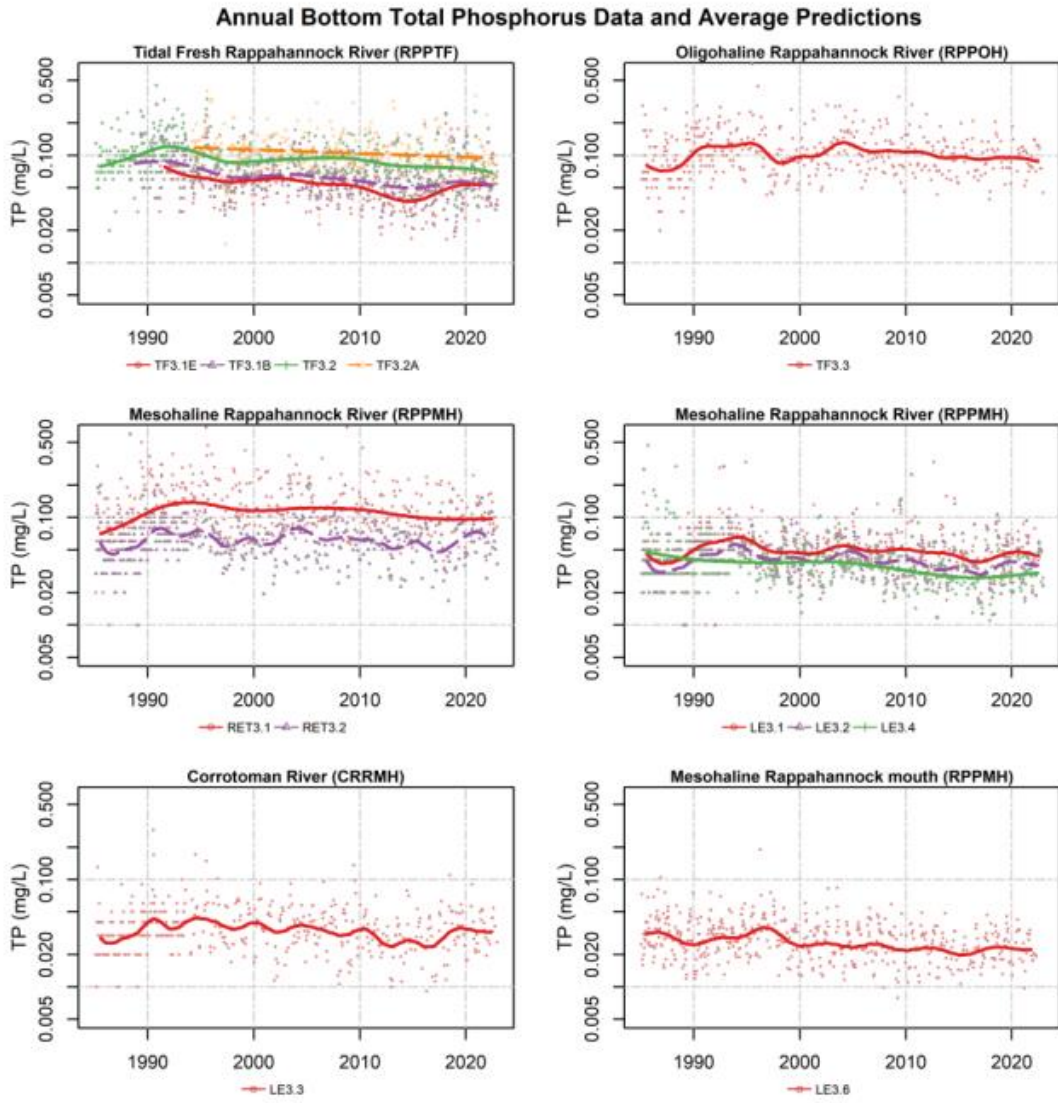 Annual Bottom Total Phosphorus Data and Average Predictions
Tidal Fresh Rappahannock River (RPPTF)
TP (mg/L)
0.500
0.100
0.020
0.005
1990 2000 2010 2020
TF3.1E TF3.1B TF3.2 TF3.2A
Oligohaline Rappahannock River (RPPOH)
TP (mg/L)
0.500
0.100
0.020
0.005
1990 2000 2010 2020
TF3.3
Mesohaline Rappahannock River (RPPMH)
TP (mg/L)
0.500
0.100
0.020
0.005
1990 2000 2010 2020
RET3.1 RET3.2
Mesohaline Rappahannock River (RPPMH)
TP (mg/L)
0.500
0.100
0.020
0.005
1990 2000 2010 2020
LE3.1 LE3.2 LE3.4
Corrotoman River (CRRMH)
TP (mg/L)
0.500
0.100
0.020
0.005
1990 2000 2010 2020
LE3.3
Mesohaline Rappahannock mouth (RPPMH)
TP (mg/L)
0.500
0.100
0.020
0.005
1990 2000 2010 2020
LE3.6